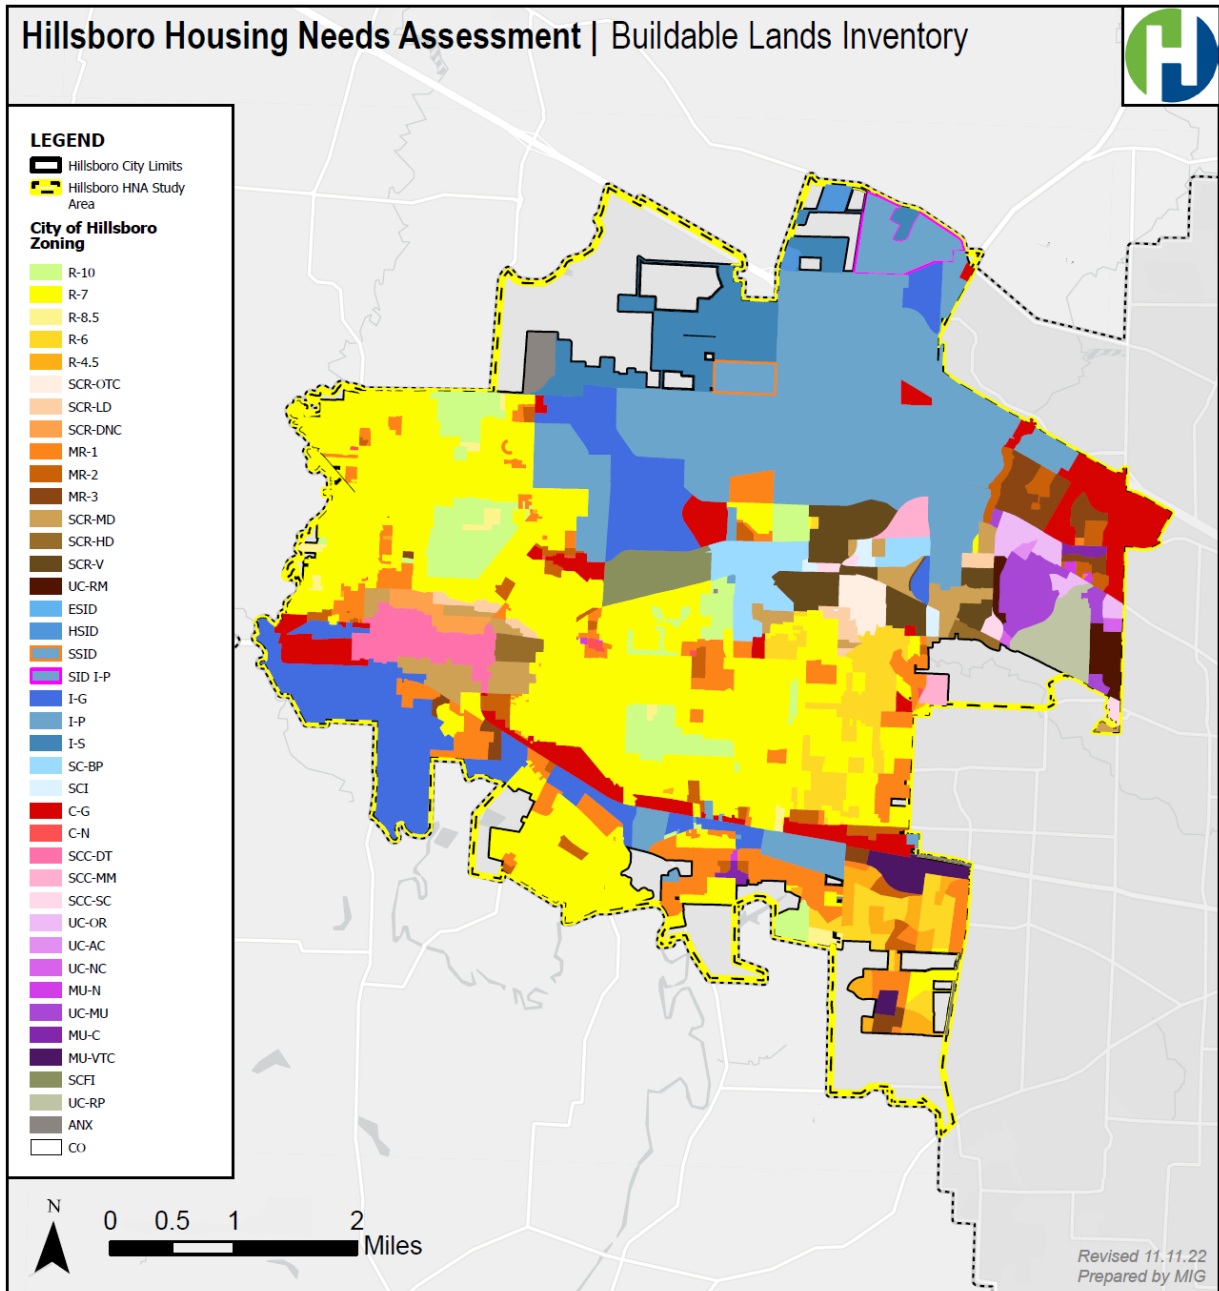 Hillsboro Housing Needs Assessment | Buildable Lands Inventory
H
LEGEND
Hillsboro City Limits
Hillsboro HNA Study
Area
City of Hillsboro
Zoning
R-10
R-7
R-8.5
R-6
R-4.5
SCR-OTC
SCR-LD
SCR-DNC
MR-1
MR-2
MR-3
SCR-MD
SCR-HD
SCR-V
UC-RM
ESID
HSID
SSID
SID I-P
I-G
I-P
I-S
SC-BP
SCI
C-G
C-N
SCC-DT
SCC-MM
SCC-SC
UC-OR
UC-AC
UC-NC
MU-N
UC-MU
MU-C
MU-VTC
SCFI
UC-RP
ANX
CO
N
0 0.5 1 2
Miles
Revised 11.11.22
Prepared by MIG